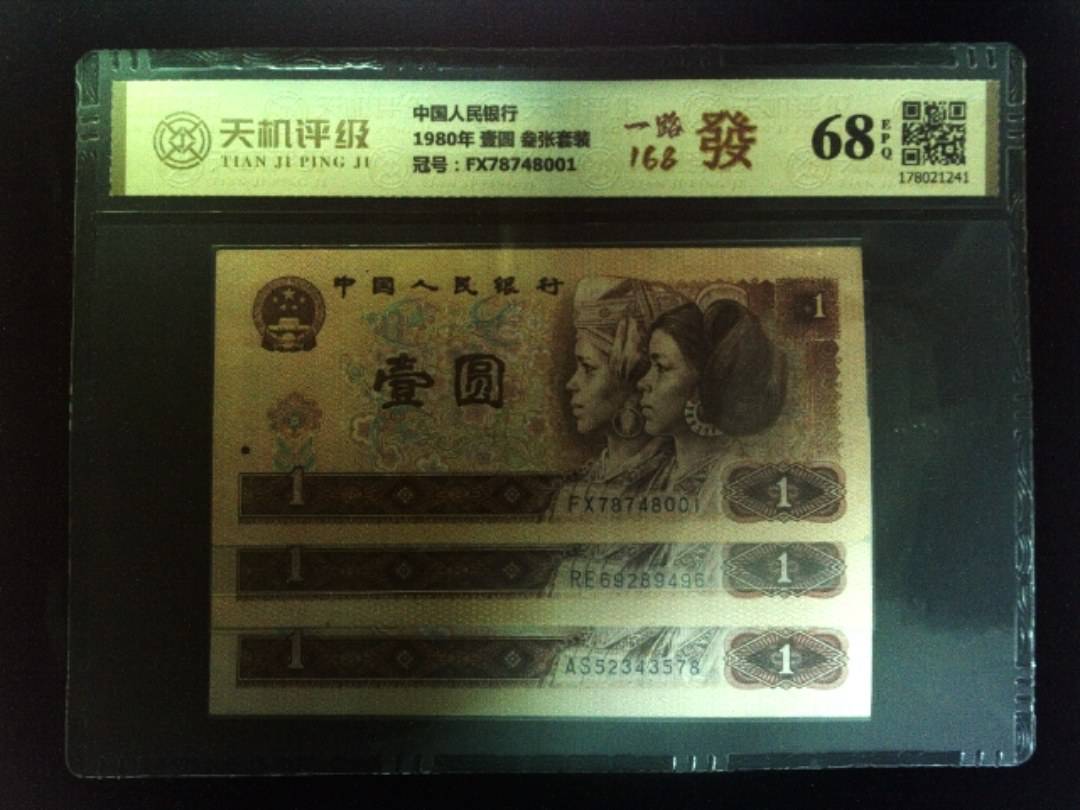 天机评级
TIAN JI PING JI
中国人民银行
1980年 壹圆 叁张套装
冠号：FX78748001
一路
168
發
68
EPQ
178021241
中国人民银行
1
壹圆
1
FX78748001
1
1
RE69289496
1
1
AS52343578
1